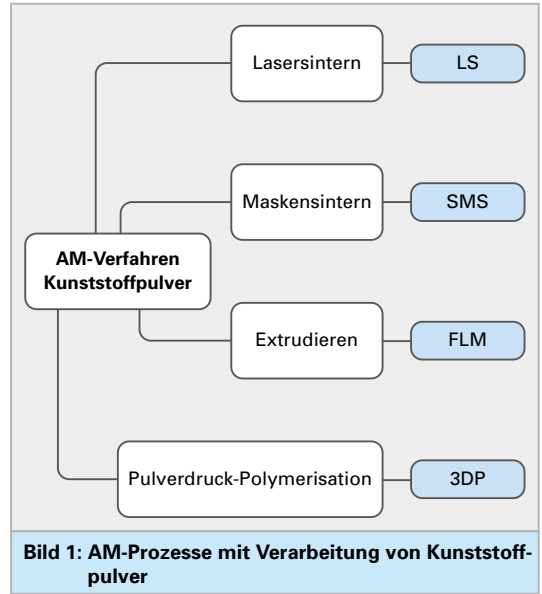 Lasersintern
LS
Maskensintern
SMS
AM-Verfahren
Kunststoffpulver
Extrudieren
FLM
Pulverdruck-Polymerisation
3DP
Bild 1: AM-Prozesse mit Verarbeitung von Kunststoff-
pulver